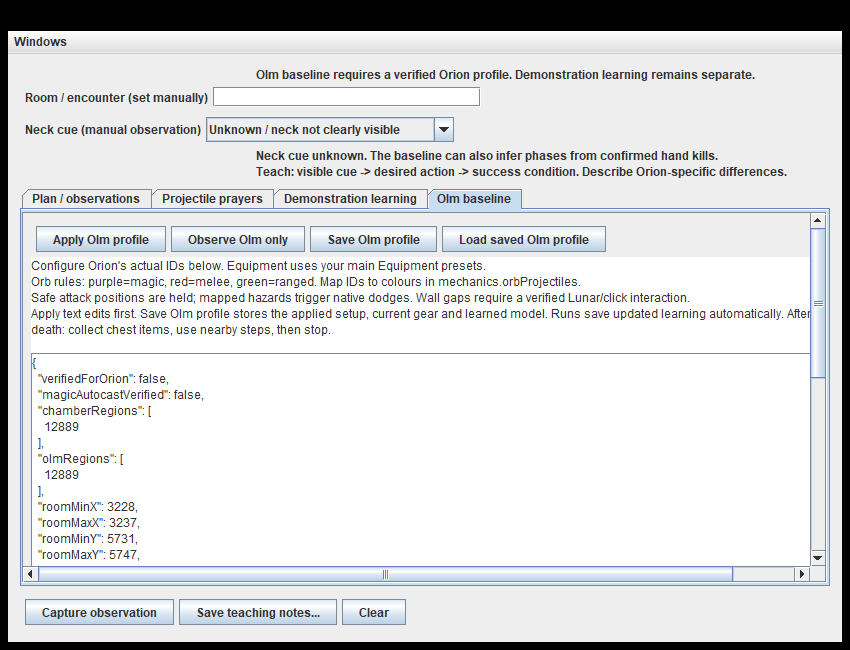 Windows
Olm baseline requires a verified Orion profile. Demonstration learning remains separate.
Room / encounter (set manually)
Neck cue (manual observation) Unknown / neck not clearly visible
Neck cue unknown. The baseline can also infer phases from confirmed hand kills.
Teach: visible cue -> desired action -> success condition. Describe Orion-specific differences.
Plan / observations Projectile prayers Demonstration learning Olm baseline
Apply Olm profile Observe Olm only Save Olm profile Load saved Olm profile
Configure Orion's actual IDs below. Equipment uses your main Equipment presets.
Orb rules: purple=magic, red=melee, green=ranged. Map IDs to colours in mechanics.orbProjectiles.
Safe attack positions are held; mapped hazards trigger native dodges. Wall gaps require a verified Lunar/click interaction.
Apply text edits first. Save Olm profile stores the applied setup, current gear and learned model. Runs save updated learning automatically. After
death: collect chest items, use nearby steps, then stop.
{
"verifiedForOrion": false,
"magicAutocastVerified": false,
"chamberRegions": [
12889
],
"olmRegions": [
12889
],
"roomMinX": 3228,
"roomMaxX": 3237,
"roomMinY": 5731,
"roomMaxY": 5747,
Capture observation Save teaching notes... Clear